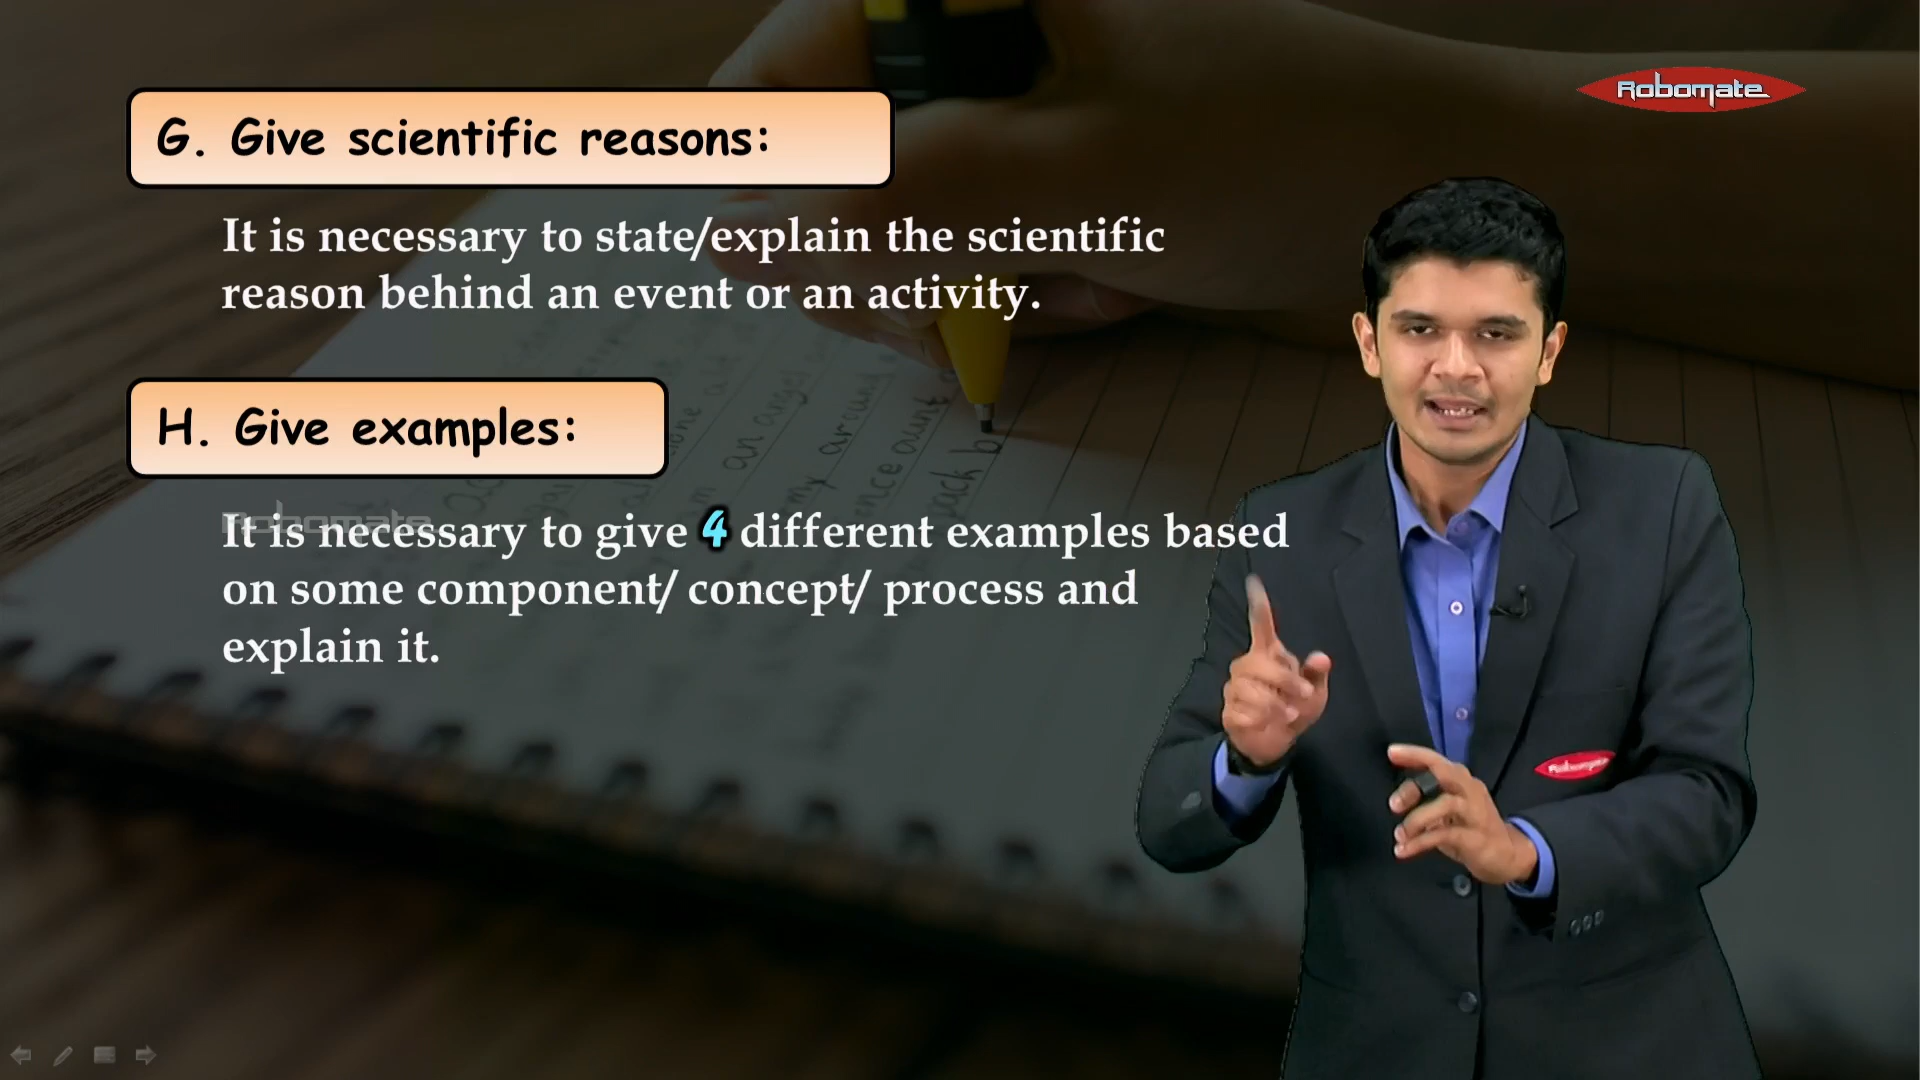 Robomate
G. Give scientific reasons:
It is necessary to state/explain the scientific
reason behind an event or an activity.
H. Give examples:
Robomate
It is necessary to give 4 different examples based
on some component/ concept/ process and
explain it.
Robomate